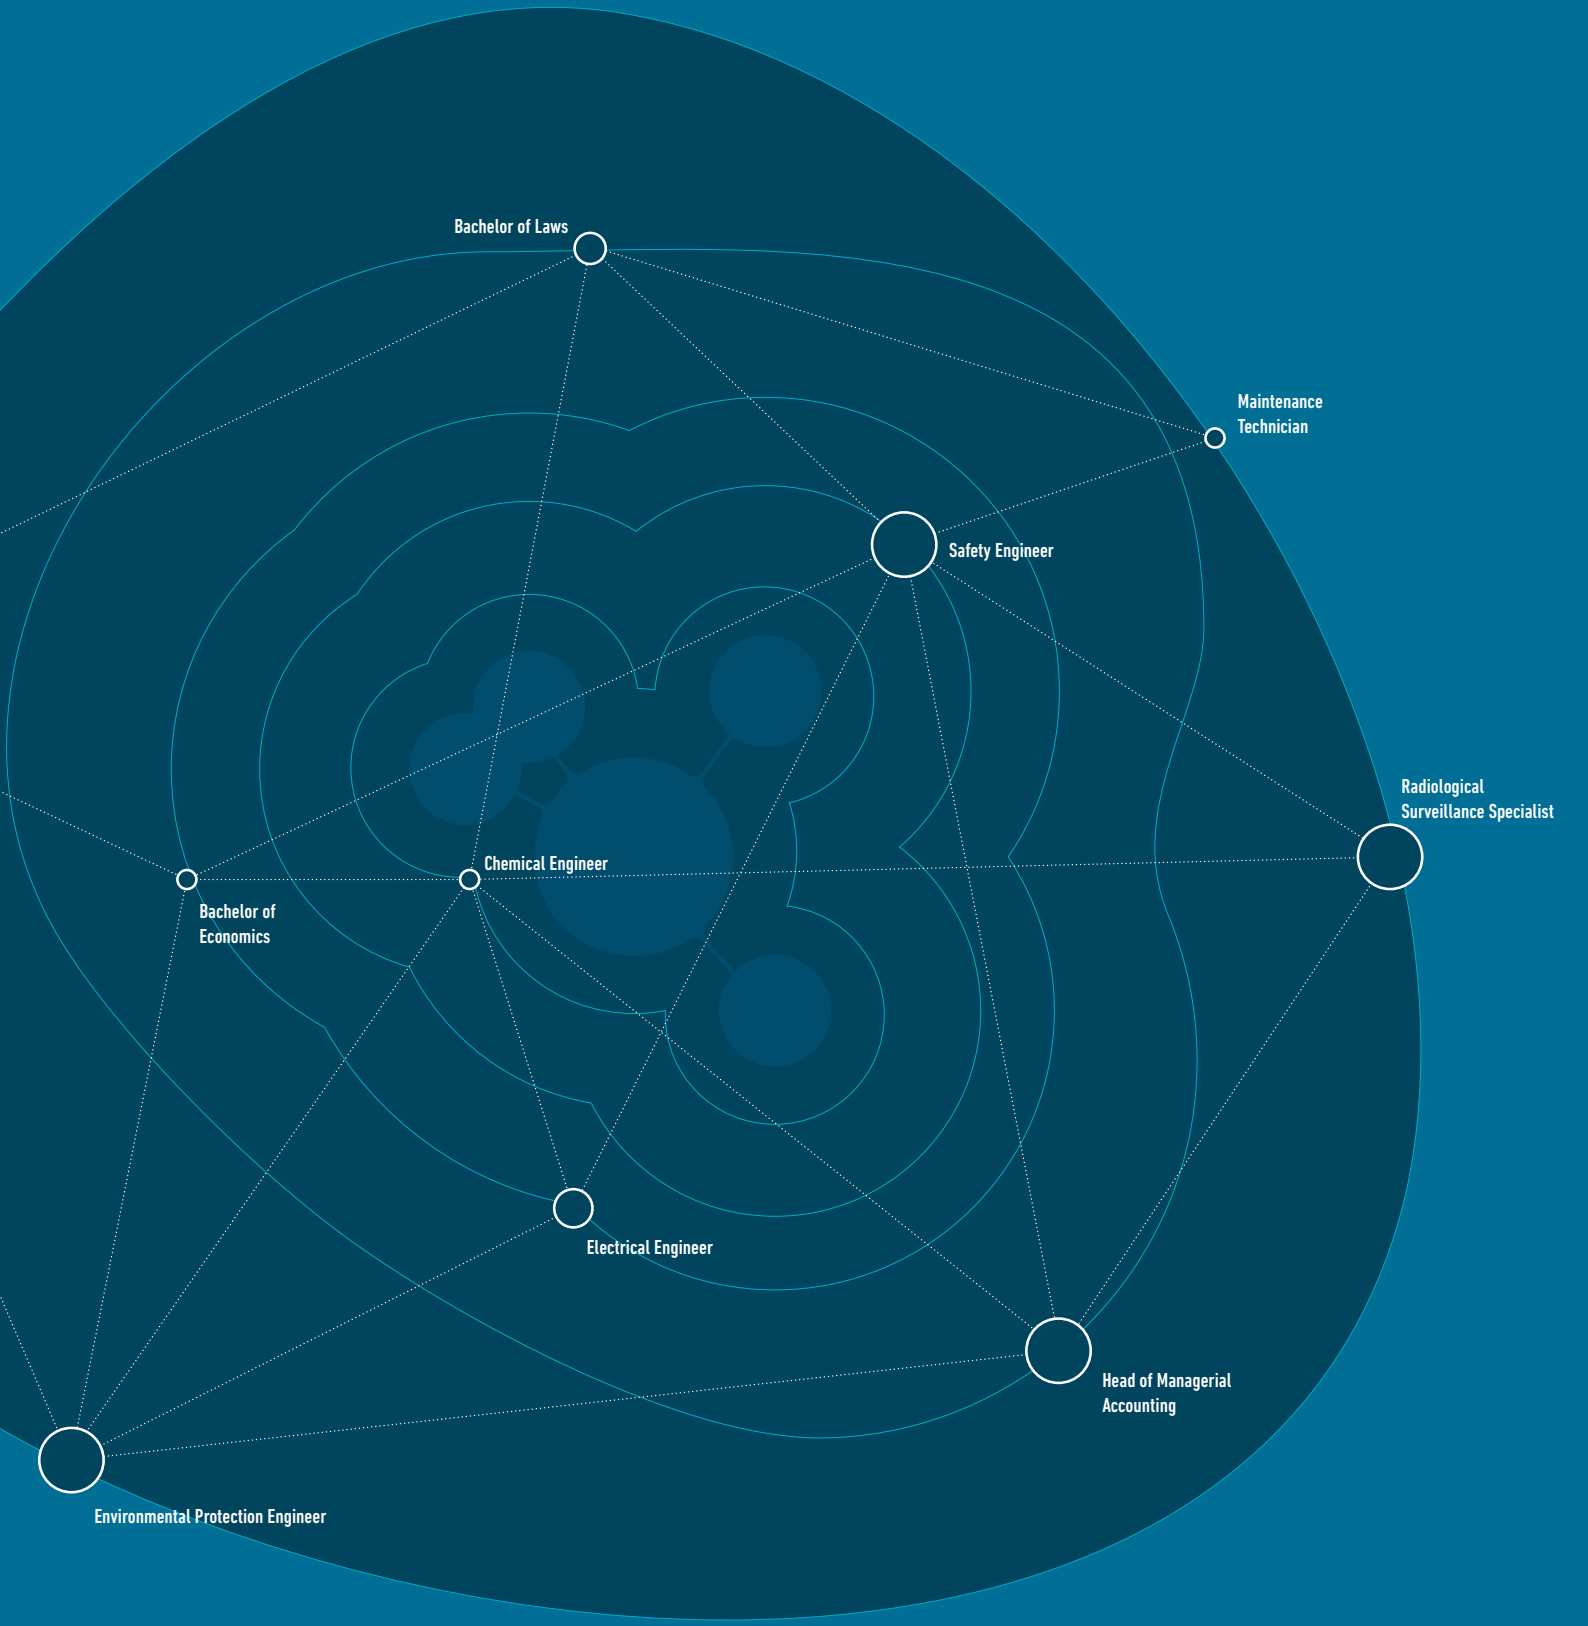 Bachelor of Laws
Maintenance
Technician
Safety Engineer
Radiological
Surveillance Specialist
Chemical Engineer
Bachelor of
Economics
Electrical Engineer
Head of Managerial
Accounting
Environmental Protection Engineer